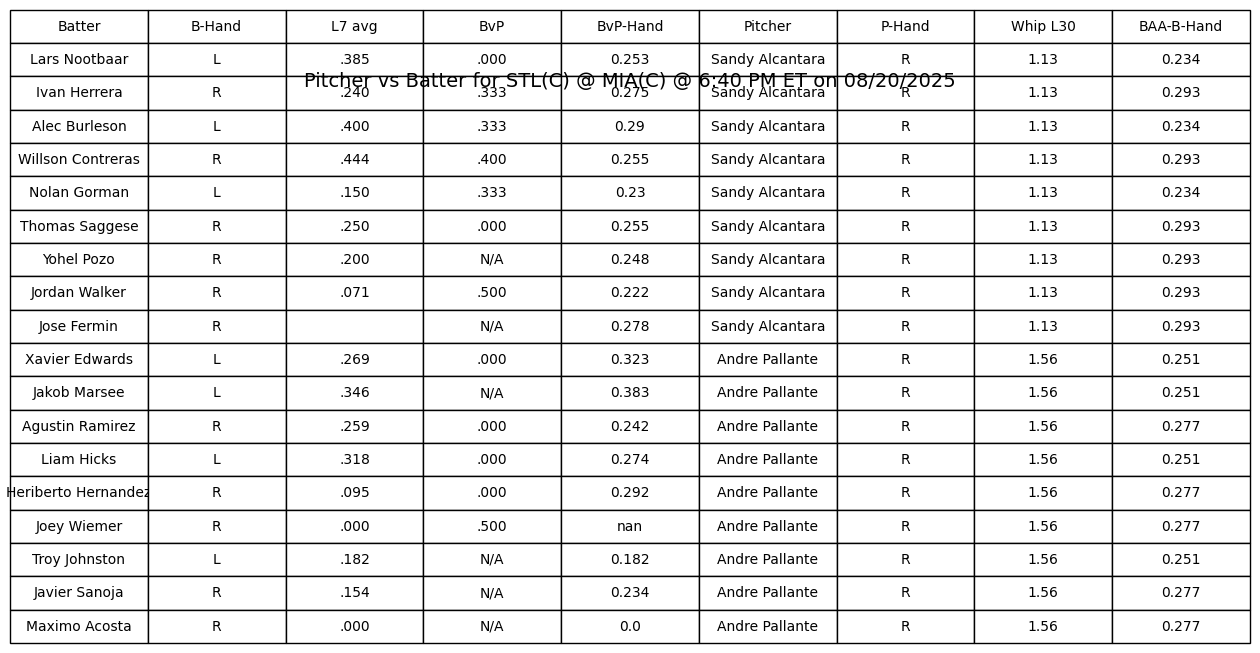 Batter B-Hand L7 avg BvP BvP-Hand Pitcher P-Hand Whip L30 BAA-B-Hand
Lars Nootbaar L .385 .000 0.253 Sandy Alcantara R 1.13 0.234
Pitcher vs Batter for STL(C) @ MIA(C) @ 6:40 PM ET on 08/20/2025
Ivan Herrera R .240 .333 0.275 Sandy Alcantara R 1.13 0.293
Alec Burleson L .400 .333 0.29 Sandy Alcantara R 1.13 0.234
Willson Contreras R .444 .400 0.255 Sandy Alcantara R 1.13 0.293
Nolan Gorman L .150 .333 0.23 Sandy Alcantara R 1.13 0.234
Thomas Saggese R .250 .000 0.255 Sandy Alcantara R 1.13 0.293
Yohel Pozo R .200 N/A 0.248 Sandy Alcantara R 1.13 0.293
Jordan Walker R .071 .500 0.222 Sandy Alcantara R 1.13 0.293
Jose Fermin R N/A 0.278 Sandy Alcantara R 1.13 0.293
Xavier Edwards L .269 .000 0.323 Andre Pallante R 1.56 0.251
Jakob Marsee L .346 N/A 0.383 Andre Pallante R 1.56 0.251
Agustin Ramirez R .259 .000 0.242 Andre Pallante R 1.56 0.277
Liam Hicks L .318 .000 0.274 Andre Pallante R 1.56 0.251
Heriberto Hernandez R .095 .000 0.292 Andre Pallante R 1.56 0.277
Joey Wiemer R .000 .500 nan Andre Pallante R 1.56 0.277
Troy Johnston L .182 N/A 0.182 Andre Pallante R 1.56 0.251
Javier Sanoja R .154 N/A 0.234 Andre Pallante R 1.56 0.277
Maximo Acosta R .000 N/A 0.0 Andre Pallante R 1.56 0.277